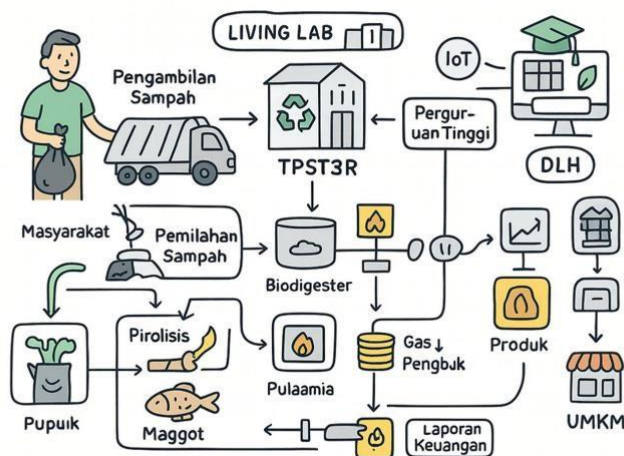 LIVING LAB
IoT
Pengambilan
Sampah
Pergur-
uan Tinggi
TPST3R
DLH
Masyarakat
Pemilahan
Sampah
Biodigester
Pirolisis
Gas ↓
Pengbuk
Produk
Pulaamia
Pupuik
Maggot
Laporan
Keuangan
UMKM